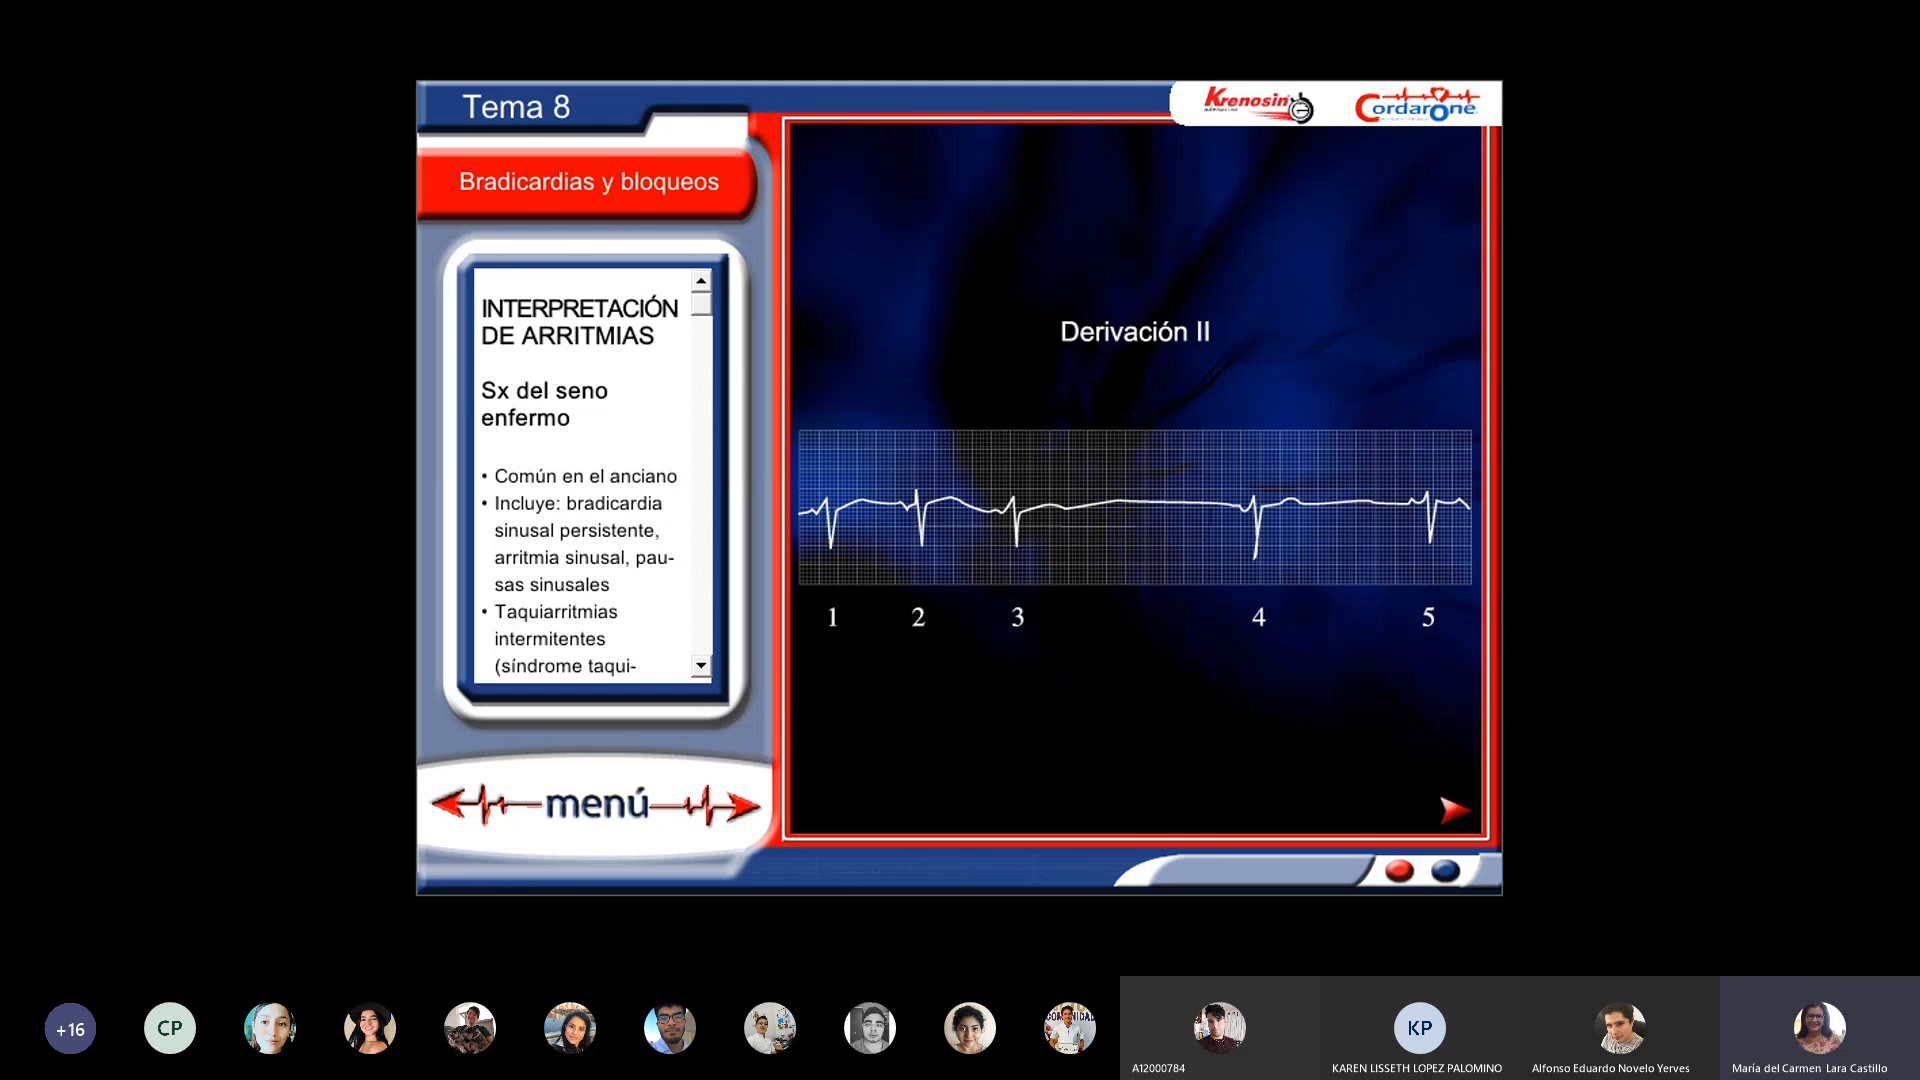 Tema 8
Krenosin
Cordarone
Bradicardias y bloqueos
INTERPRETACIÓN
DE ARRITMIAS
Sx del seno
enfermo
• Común en el anciano
• Incluye: bradicardia
sinusal persistente,
arritmia sinusal, pau-
sas sinusales
• Taquiarritmias
intermitentes
(síndrome taqui-
menú
Derivación II
1 2 3 4 5
+16
CP
KP
A12000784
KAREN LISSETH LOPEZ PALOMINO
Alfonso Eduardo Novelo Yerves
María del Carmen Lara Castillo